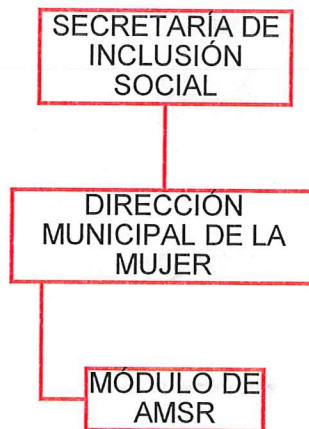 SECRETARÍA DE
INCLUSIÓN
SOCIAL
DIRECCIÓN
MUNICIPAL DE LA
MUJER
MÓDULO DE
AMSR